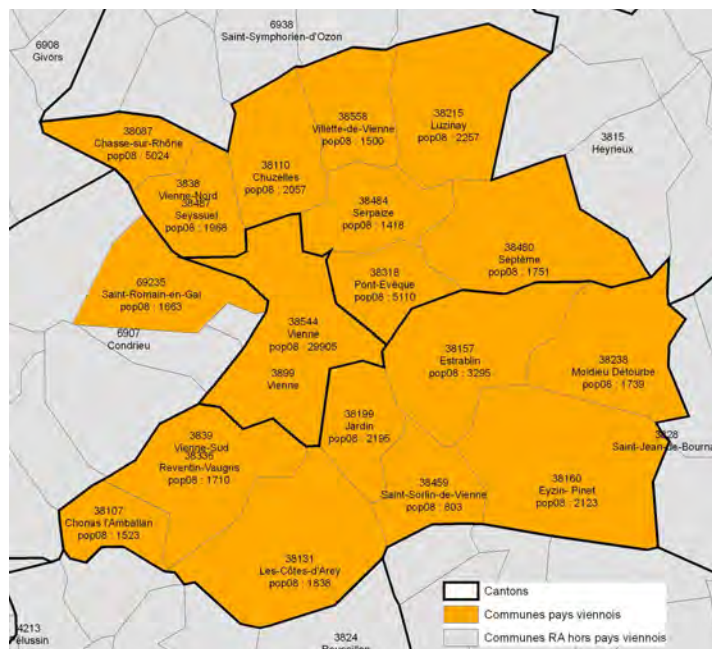 6938
Saint-Symphorien-d'Ozon
6908
Givors
38558
Villette-de-Vienne
pop08 : 1500
38215
Luzinay
pop08 : 2257
38087
Chasse-sur-Rhône
pop08 : 5024
3815
Heyrieux
38110
Chuzelles
pop08 : 2057
3838
Vienne-Nord
38487
Seyssuel
pop08 : 1968
38484
Serpaize
pop08 : 1418
38480
Septème
pop08 : 1751
38318
Pont-Evêque
pop08 : 5110
69235
Saint-Romain-en-Gal
pop08 : 1663
6907
Condrieu
38544
Vienne
pop08 : 29905
3899
Vienne
38157
Estrablin
pop08 : 3295
38238
Moidieu Détourbe
pop08 : 1739
38199
Jardin
pop08 : 2195
3839
Vienne-Sud
38336
Reventin-Vaugris
pop08 : 1710
3828
Saint-Jean-de-Bourna
38459
Saint-Sorlin-de-Vienne
pop08 : 803
38160
Eyzin- Pinet
pop08 : 2123
38107
Chonas l'Amballan
pop08 : 1523
38131
Les-Côtes-d'Arey
pop08 : 1838
Cantons
Communes pays viennois
Communes RA hors pays viennois
4213
élussin
3824